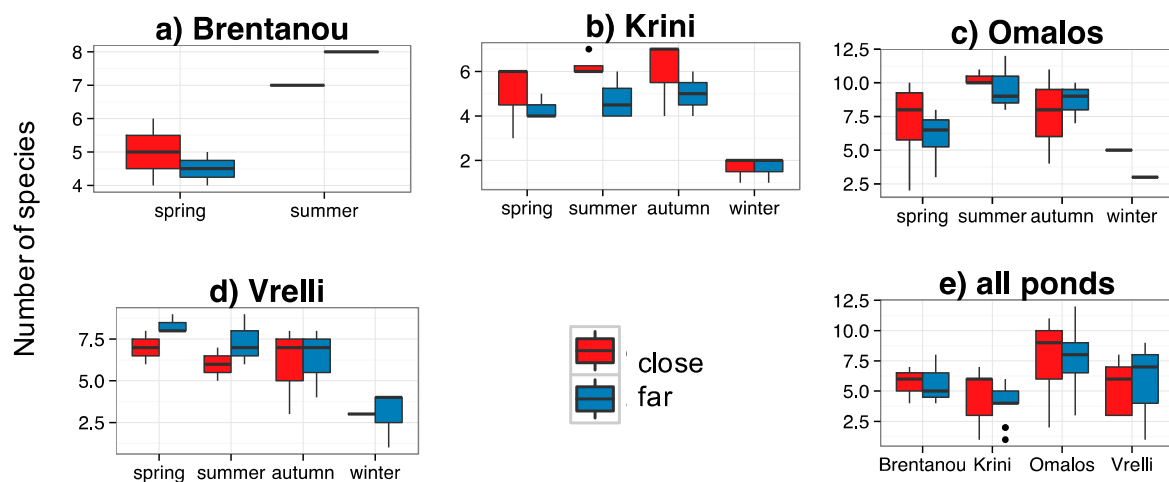 Number of species
a) Brentanou
8
7
6
5
4
spring summer
b) Krini
6
4
2
spring summer autumn winter
c) Omalos
12.5
10.0
7.5
5.0
2.5
spring summer autumn winter
d) Vrelli
7.5
5.0
2.5
spring summer autumn winter
close
far
e) all ponds
12.5
10.0
7.5
5.0
2.5
Brentanou Krini Omalos Vrelli